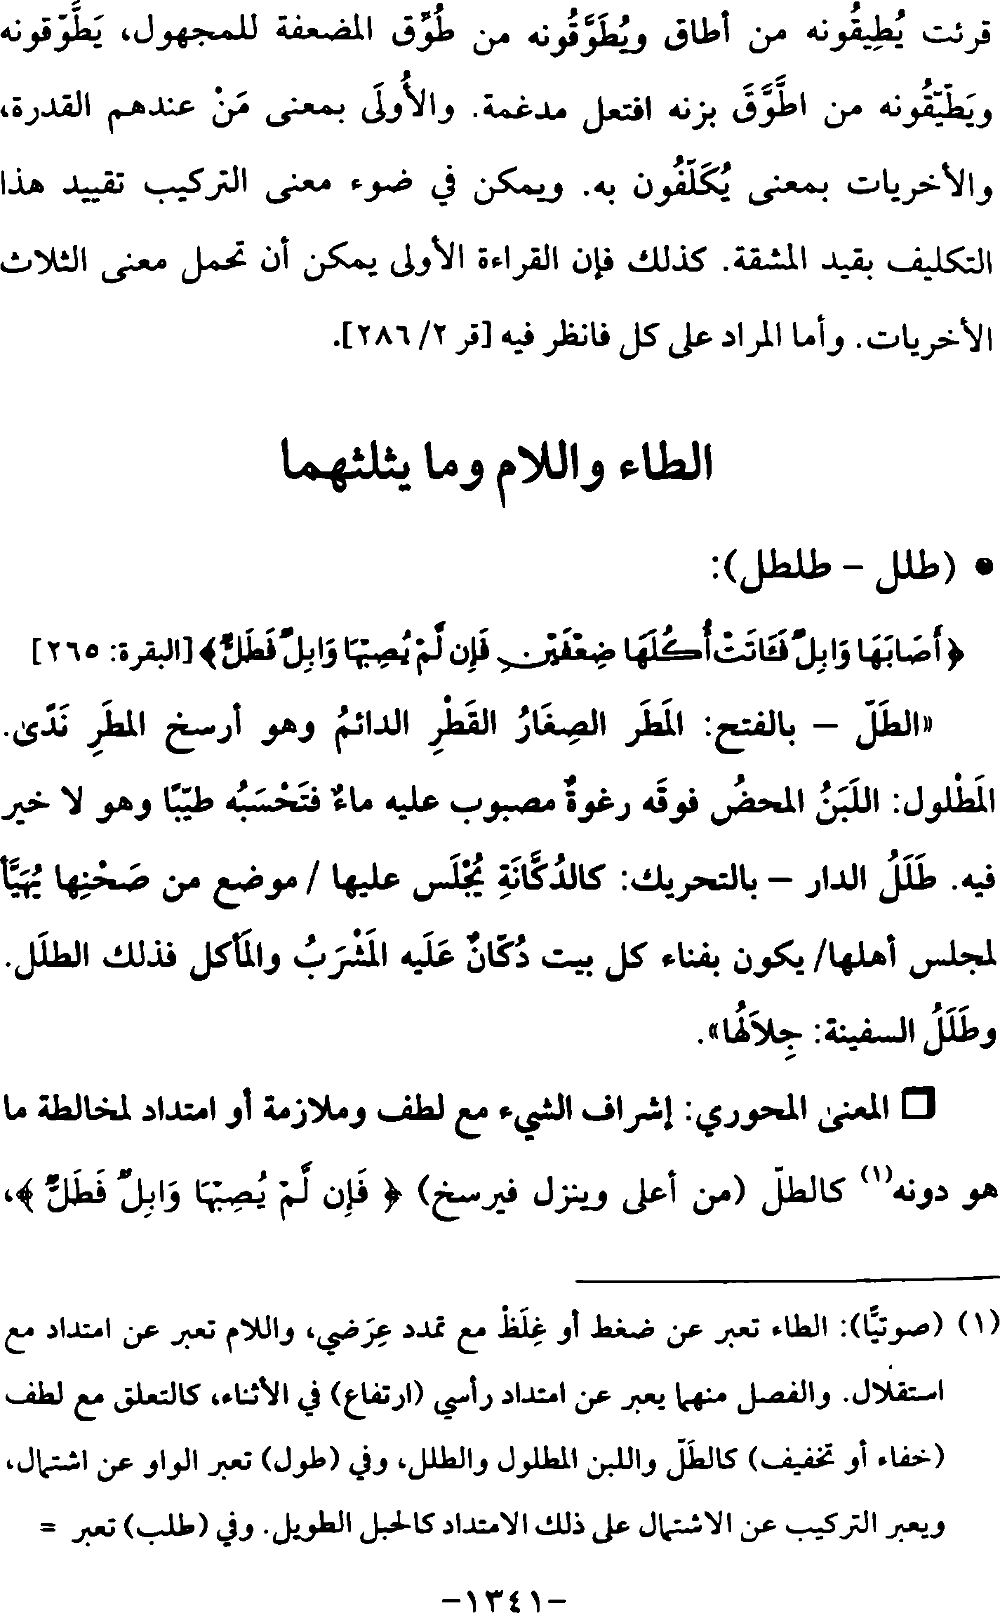 قرئت يُطِيقُونه من أطاق ويُطَوَّقُونه من طُوِّق المضعفة للمجهول، يَطَّوّقونه
ويَطَّيّقُونه من اطَّوَّقَ بزنه افتعل مدغمة. والأُولَى بمعنى مَنْ عندهم القدرة،
والأخريات بمعنى يُكَلّفُون به. ويمكن في ضوء معنى التركيب تقييد هذا
التكليف بقيد المشقة. كذلك فإن القراءة الأولى يمكن أن تحمل معنى الثلاث
الأخريات. وأما المراد على كل فانظر فيه [قر ٢/ ٢٨٦].
الطاء واللام وما يثلثهما
• (طلل – طلطل):
﴿أَصَابَهَا وَابِلٌ فَـَٔاتَتْ أُكُلَهَا ضِعْفَيْنِ فَإِن لَّمْ يُصِبْهَا وَابِلٌ فَطَلٌّ﴾ [البقرة: ٢٦٥]
«الطَلّ – بالفتح: المَطَر الصِغَارُ القَطْرِ الدائمُ وهو أرسخ المطَرِ نَدًى.
المَطْلول: اللَبَنُ المحضُ فوقَه رغوةٌ مصبوب عليه ماءٌ فتَحْسَبُه طيّبًا وهو لا خير
فيه. طَلَلُ الدار – بالتحريك: كالدُكَّانَةِ يُجْلَس عليها / موضع من صَحْنِها يُهَيَّأ
لمجلس أهلها/ يكون بفناء كل بيت دُكّانٌ عَلَيه المَشْرَبُ والمَأكل فذلك الطلَل.
وطَلَلُ السفينة: جِلاَلُها».
❒ المعنى المحوري: إشراف الشيء مع لطف وملازمة أو امتداد لمخالطة ما
هو دونه(١) كالطلّ (من أعلى وينزل فيرسخ) ﴿فَإِن لَّمْ يُصِبْهَا وَابِلٌ فَطَلٌّ﴾،
(١) (صوتيًّا): الطاء تعبر عن ضغط أو غِلَظْ مع تمدد عِرَضي، واللام تعبر عن امتداد مع
استقلال. والفصل منهما يعبر عن امتداد رأسي (ارتفاع) في الأثناء، كالتعلق مع لطف
(خفاء أو تخفيف) كالطَلّ واللبن المطلول والطلل، وفي (طول) تعبر الواو عن اشتمال،
ويعبر التركيب عن الاشتمال على ذلك الامتداد كالحبل الطويل. وفي (طلب) تعبر =
-١٣٤١-